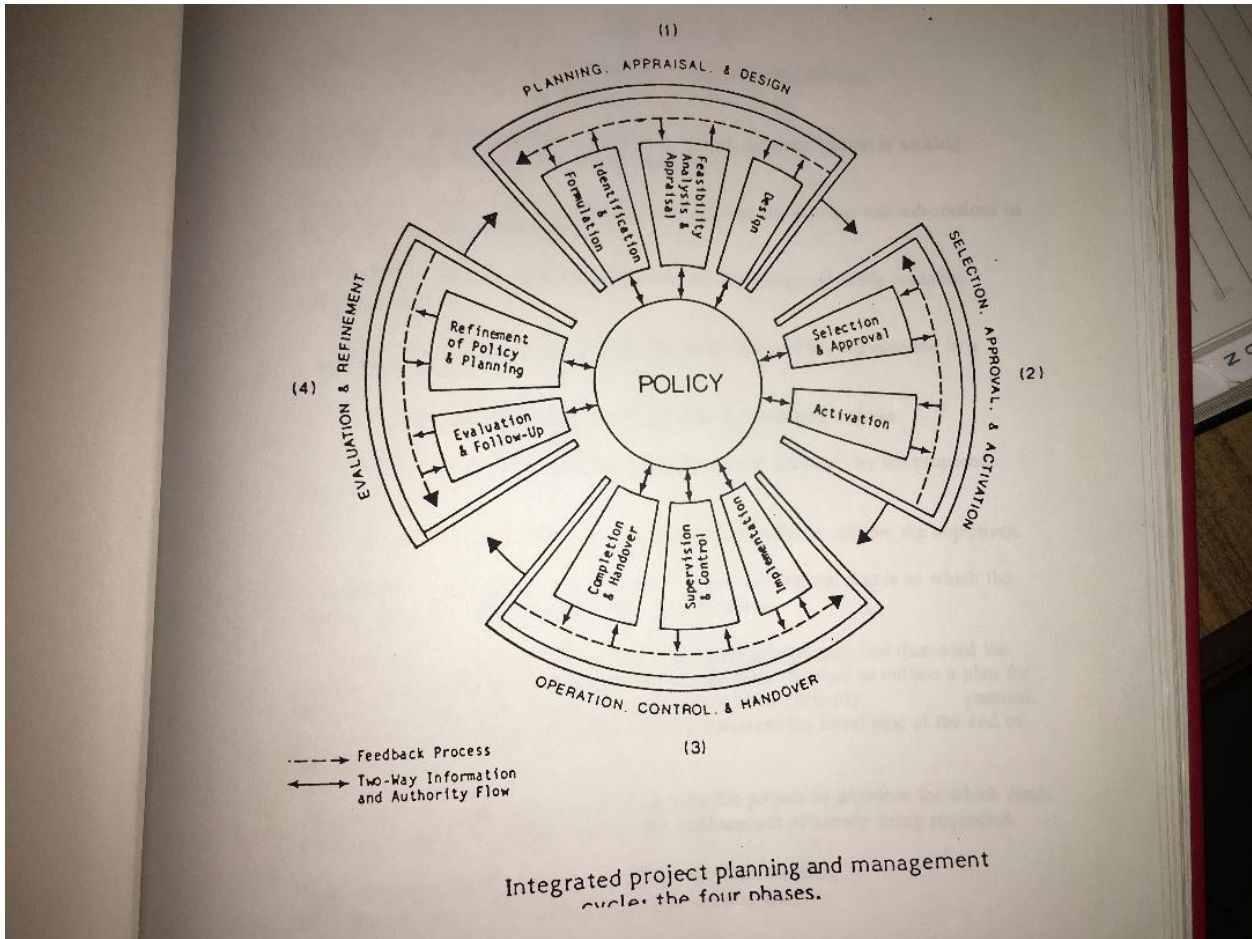 (1)
PLANNING, APPRAISAL, & DESIGN
Identification
&
Formulation
Feasibility
Analysis &
Appraisal
Design
SELECTION, APPROVAL, & ACTIVATION
(2)
Selection
& Approval
Activation
POLICY
Refinement
of Policy
& Planning
Evaluation
& Follow-Up
(4)
EVALUATION & REFINEMENT
Completion
& Handover
Supervision
& Control
Implementation
OPERATION, CONTROL, & HANDOVER
(3)
Feedback Process
Two-Way Information
and Authority Flow
Integrated project planning and management
cycle: the four phases.